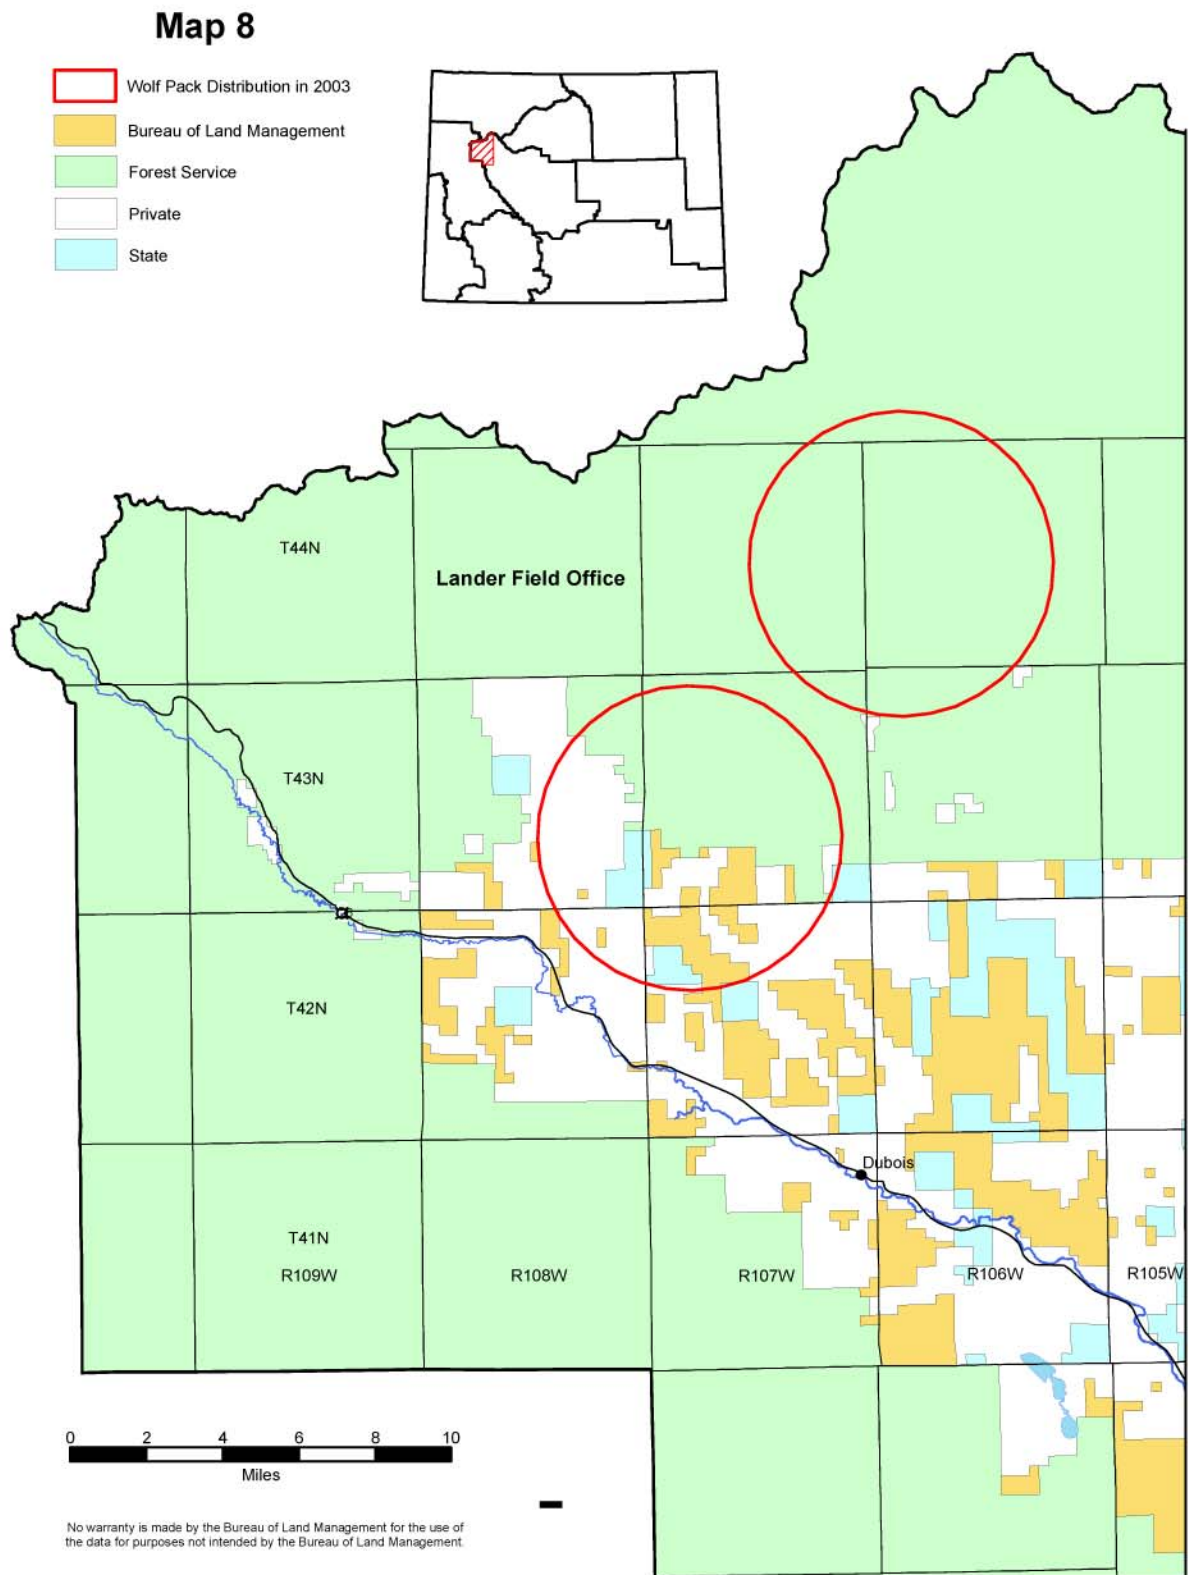 Map 8
Wolf Pack Distribution in 2003
Bureau of Land Management
Forest Service
Private
State
T44N
Lander Field Office
T43N
T42N
Dubois
T41N
R109W
R108W
R107W
R106W
R105W
0 2 4 6 8 10
Miles
No warranty is made by the Bureau of Land Management for the use of
the data for purposes not intended by the Bureau of Land Management.